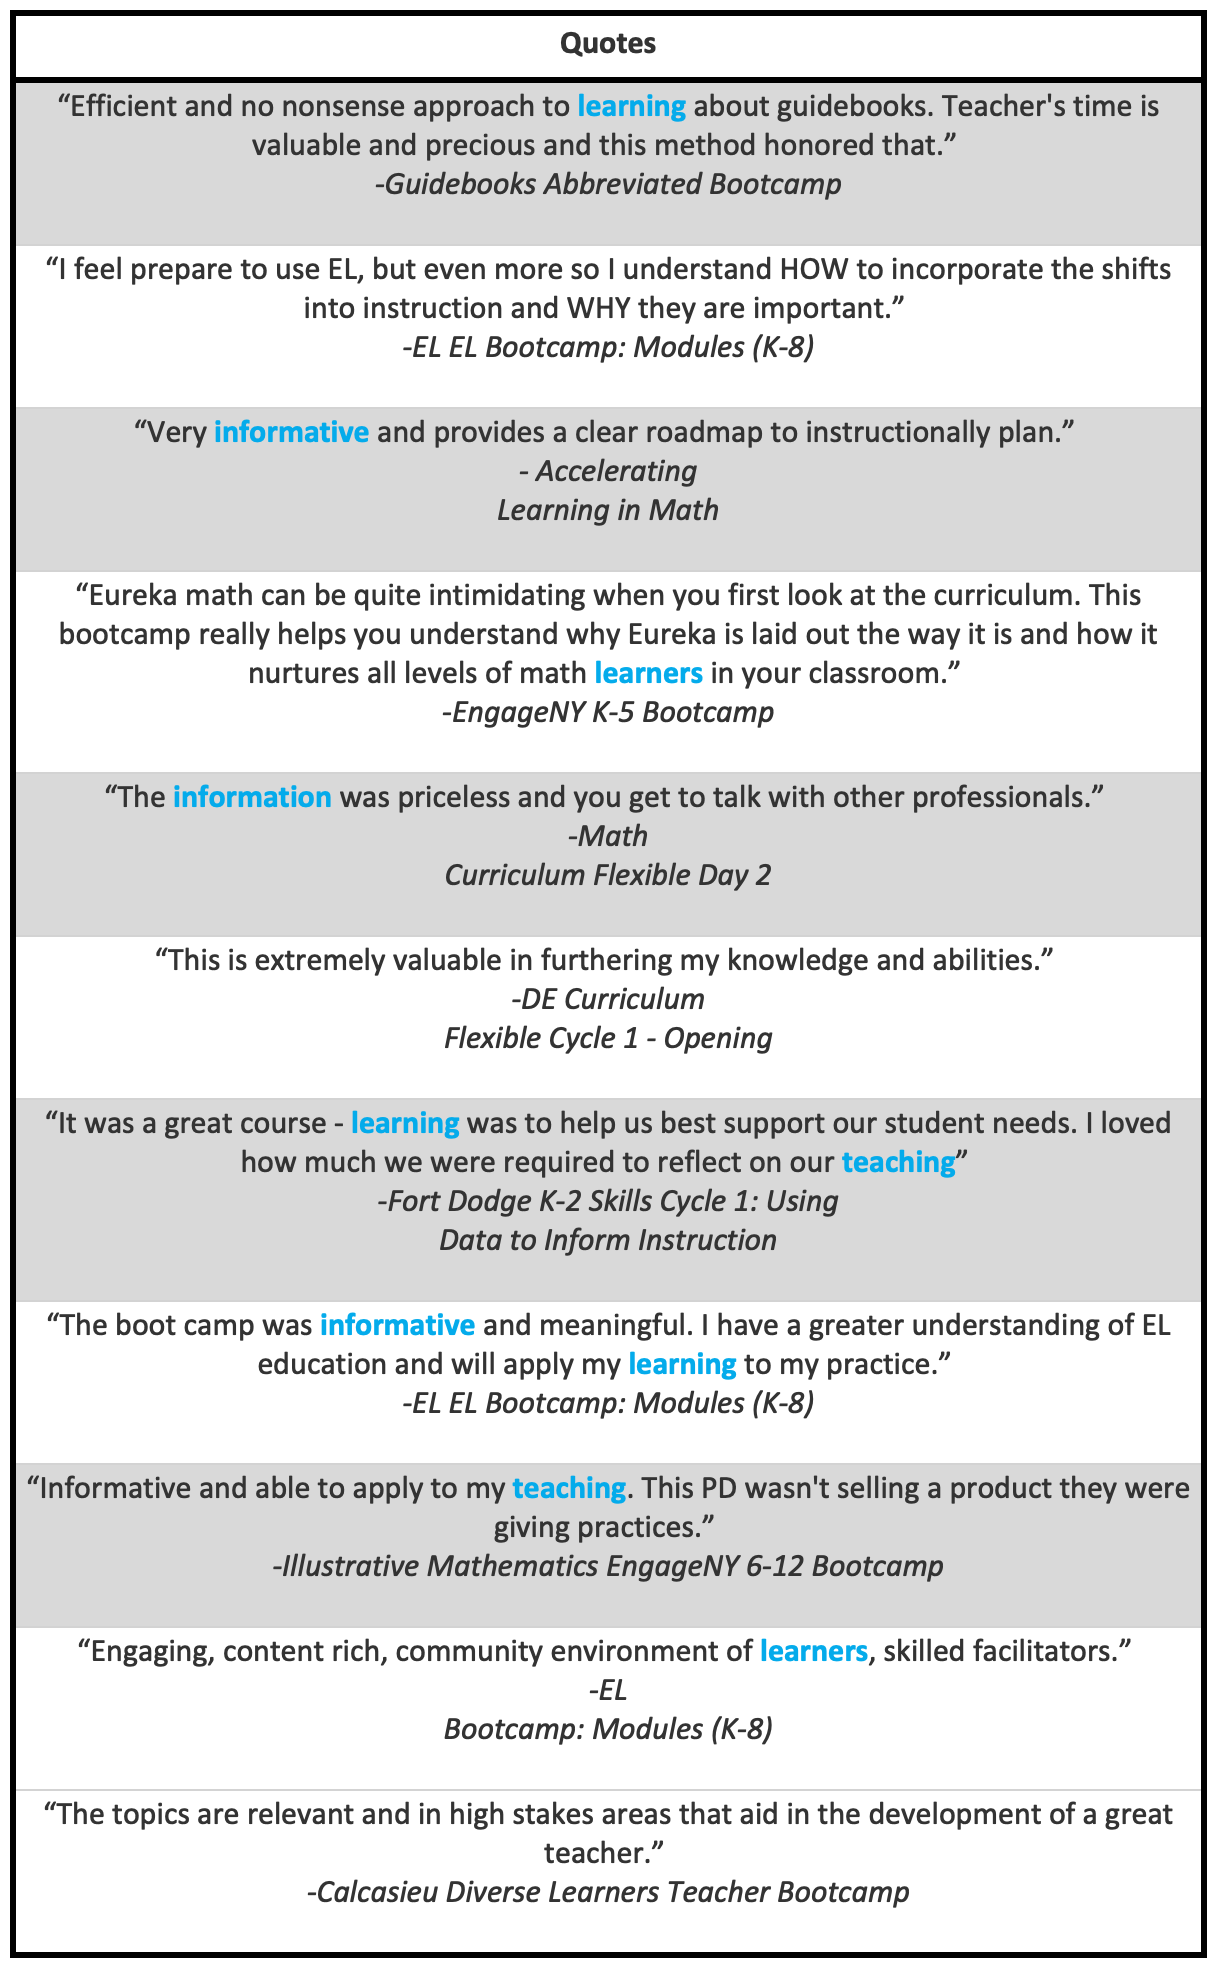 Quotes
“Efficient and no nonsense approach to learning about guidebooks. Teacher's time is
valuable and precious and this method honored that.”
-Guidebooks Abbreviated Bootcamp
“I feel prepare to use EL, but even more so I understand HOW to incorporate the shifts
into instruction and WHY they are important.”
-EL EL Bootcamp: Modules (K-8)
“Very informative and provides a clear roadmap to instructionally plan.”
- Accelerating
Learning in Math
“Eureka math can be quite intimidating when you first look at the curriculum. This
bootcamp really helps you understand why Eureka is laid out the way it is and how it
nurtures all levels of math learners in your classroom.”
-EngageNY K-5 Bootcamp
“The information was priceless and you get to talk with other professionals.”
-Math
Curriculum Flexible Day 2
“This is extremely valuable in furthering my knowledge and abilities.”
-DE Curriculum
Flexible Cycle 1 - Opening
“It was a great course - learning was to help us best support our student needs. I loved
how much we were required to reflect on our teaching”
-Fort Dodge K-2 Skills Cycle 1: Using
Data to Inform Instruction
“The boot camp was informative and meaningful. I have a greater understanding of EL
education and will apply my learning to my practice.”
-EL EL Bootcamp: Modules (K-8)
“Informative and able to apply to my teaching. This PD wasn't selling a product they were
giving practices.”
-Illustrative Mathematics EngageNY 6-12 Bootcamp
“Engaging, content rich, community environment of learners, skilled facilitators.”
-EL
Bootcamp: Modules (K-8)
“The topics are relevant and in high stakes areas that aid in the development of a great
teacher.”
-Calcasieu Diverse Learners Teacher Bootcamp